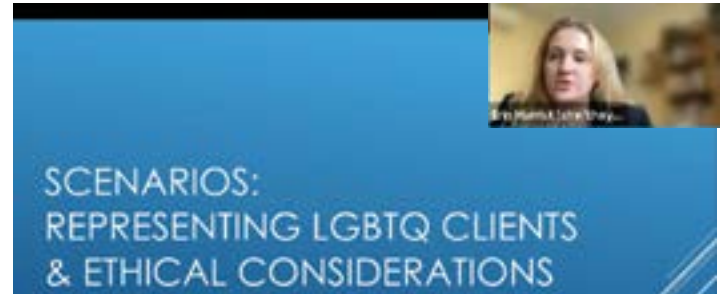 SCENARIOS:
REPRESENTING LGBTQ CLIENTS
& ETHICAL CONSIDERATIONS